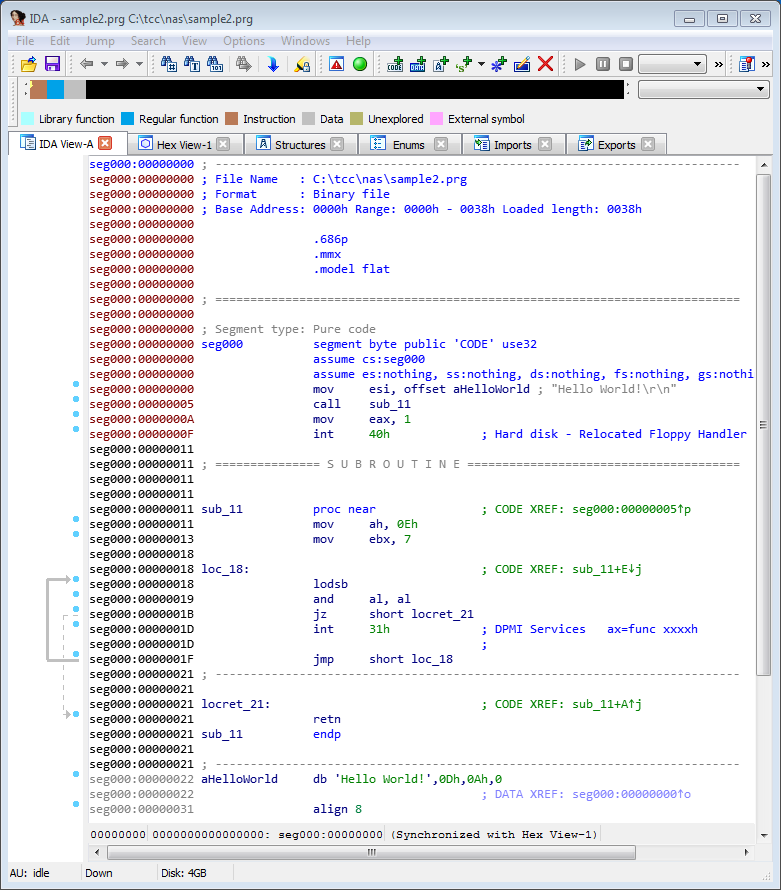 IDA - sample2.prg C:\tcc\nas\sample2.prg
File Edit Jump Search View Options Windows Help
Library function Regular function Instruction Data Unexplored External symbol
IDA View-A Hex View-1 Structures Enums Imports Exports
seg000:00000000 ; ---------------------------------------------------------------------------
seg000:00000000 ; File Name   : C:\tcc\nas\sample2.prg
seg000:00000000 ; Format      : Binary file
seg000:00000000 ; Base Address: 0000h Range: 0000h - 0038h Loaded length: 0038h
seg000:00000000
seg000:00000000                 .686p
seg000:00000000                 .mmx
seg000:00000000                 .model flat
seg000:00000000
seg000:00000000 ; ===========================================================================
seg000:00000000
seg000:00000000 ; Segment type: Pure code
seg000:00000000 seg000          segment byte public 'CODE' use32
seg000:00000000                 assume cs:seg000
seg000:00000000                 assume es:nothing, ss:nothing, ds:nothing, fs:nothing, gs:nothi
seg000:00000000                 mov     esi, offset aHelloWorld ; "Hello World!\r\n"
seg000:00000005                 call    sub_11
seg000:0000000A                 mov     eax, 1
seg000:0000000F                 int     40h             ; Hard disk - Relocated Floppy Handler
seg000:00000011
seg000:00000011 ; =============== S U B R O U T I N E =======================================
seg000:00000011
seg000:00000011
seg000:00000011 sub_11          proc near               ; CODE XREF: seg000:00000005↑p
seg000:00000011                 mov     ah, 0Eh
seg000:00000013                 mov     ebx, 7
seg000:00000018
seg000:00000018 loc_18:                                 ; CODE XREF: sub_11+E↓j
seg000:00000018                 lodsb
seg000:00000019                 and     al, al
seg000:0000001B                 jz      short locret_21
seg000:0000001D                 int     31h             ; DPMI Services   ax=func xxxxh
seg000:0000001D                                         ;
seg000:0000001F                 jmp     short loc_18
seg000:00000021 ; ---------------------------------------------------------------------------
seg000:00000021
seg000:00000021 locret_21:                              ; CODE XREF: sub_11+A↑j
seg000:00000021                 retn
seg000:00000021 sub_11          endp
seg000:00000021
seg000:00000021 ; ---------------------------------------------------------------------------
seg000:00000022 aHelloWorld     db 'Hello World!',0Dh,0Ah,0
seg000:00000022                                         ; DATA XREF: seg000:00000000↑o
seg000:00000031                 align 8
00000000 0000000000000000: seg000:00000000 (Synchronized with Hex View-1)
AU: idle Down Disk: 4GB